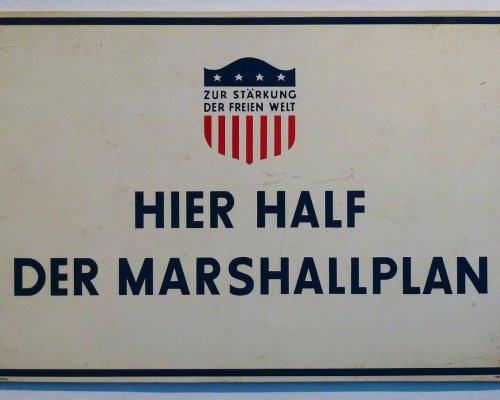 ZUR STÄRKUNG
DER FREIEN WELT
HIER HALF
DER MARSHALLPLAN